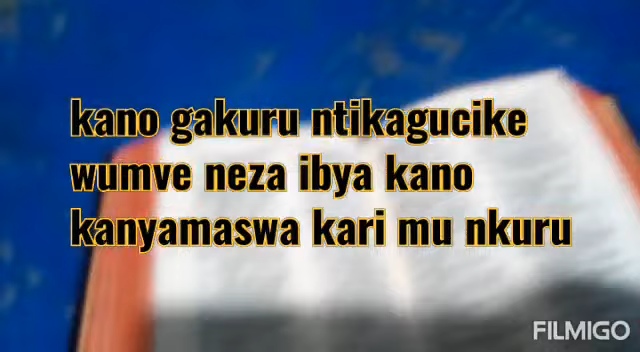 kano gakuru ntikagucike
wumve neza ibya kano
kanyamaswa kari mu nkuru
FILMIGO